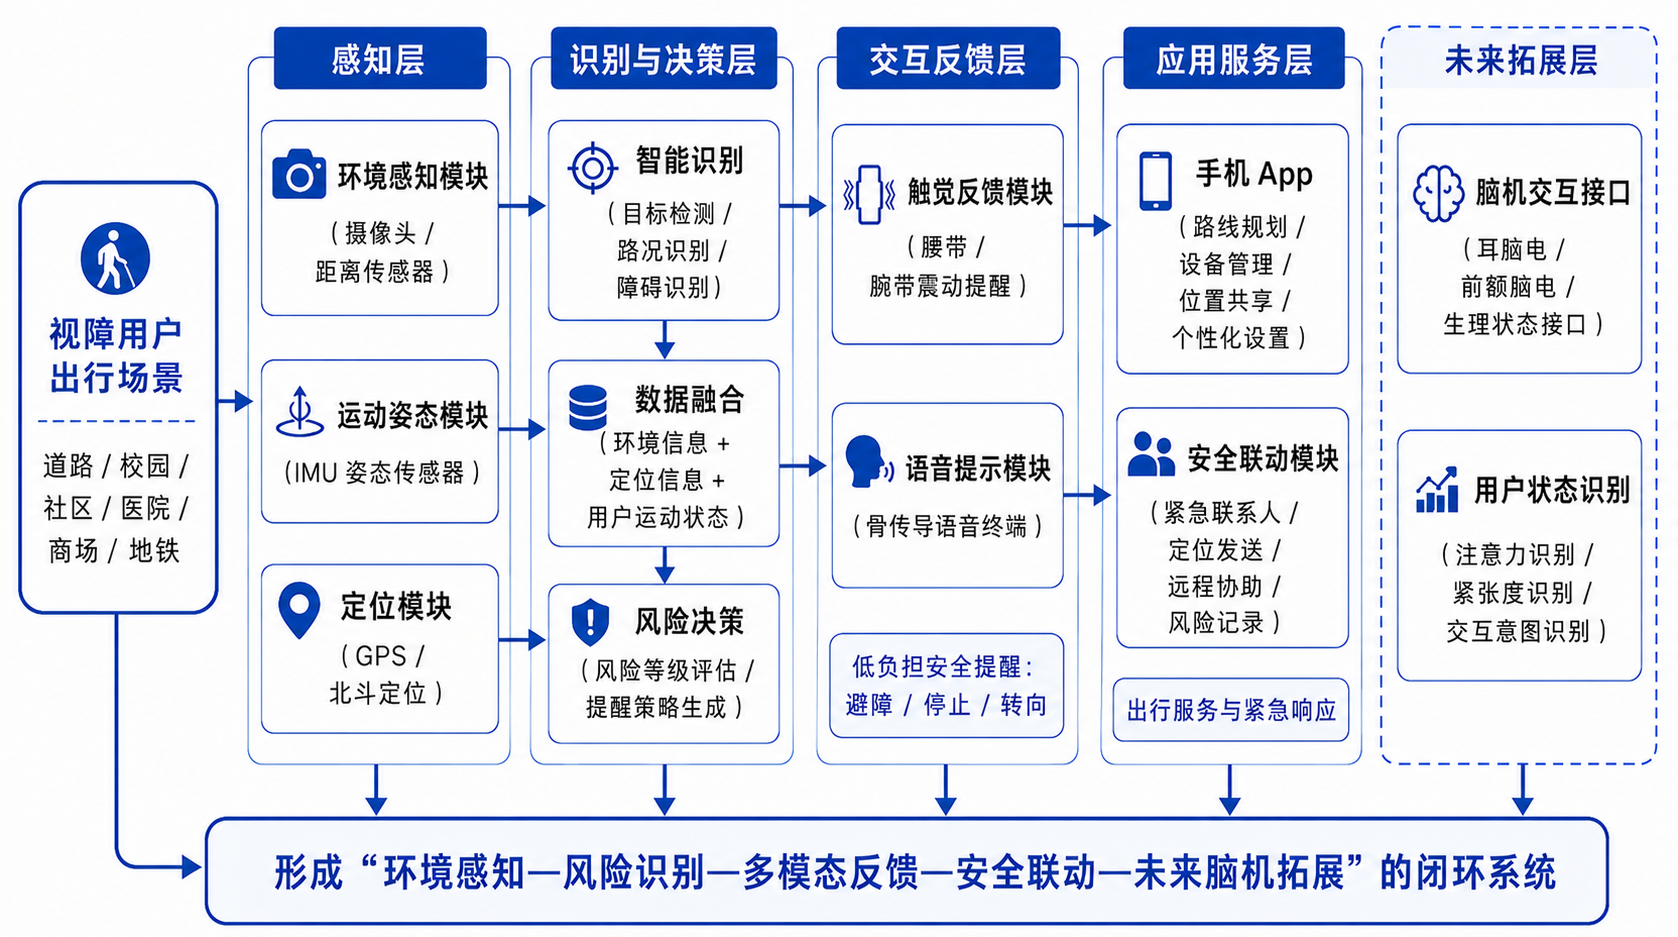 视障用户
出行场景
道路 / 校园 /
社区 / 医院 /
商场 / 地铁
感知层
环境感知模块
（摄像头 /
距离传感器）
运动姿态模块
（IMU 姿态传感器）
定位模块
（GPS /
北斗定位）
识别与决策层
智能识别
（目标检测 /
路况识别 /
障碍识别）
数据融合
（环境信息 +
定位信息 +
用户运动状态）
风险决策
（风险等级评估 /
提醒策略生成）
交互反馈层
触觉反馈模块
（腰带 /
腕带震动提醒）
语音提示模块
（骨传导语音终端）
低负担安全提醒：
避障 / 停止 / 转向
应用服务层
手机 App
（路线规划 /
设备管理 /
位置共享 /
个性化设置）
安全联动模块
（紧急联系人 /
定位发送 /
远程协助 /
风险记录）
出行服务与紧急响应
未来拓展层
脑机交互接口
（耳脑电 /
前额脑电 /
生理状态接口）
用户状态识别
（注意力识别 /
紧张度识别 /
交互意图识别）
形成“环境感知—风险识别—多模态反馈—安全联动—未来脑机拓展”的闭环系统